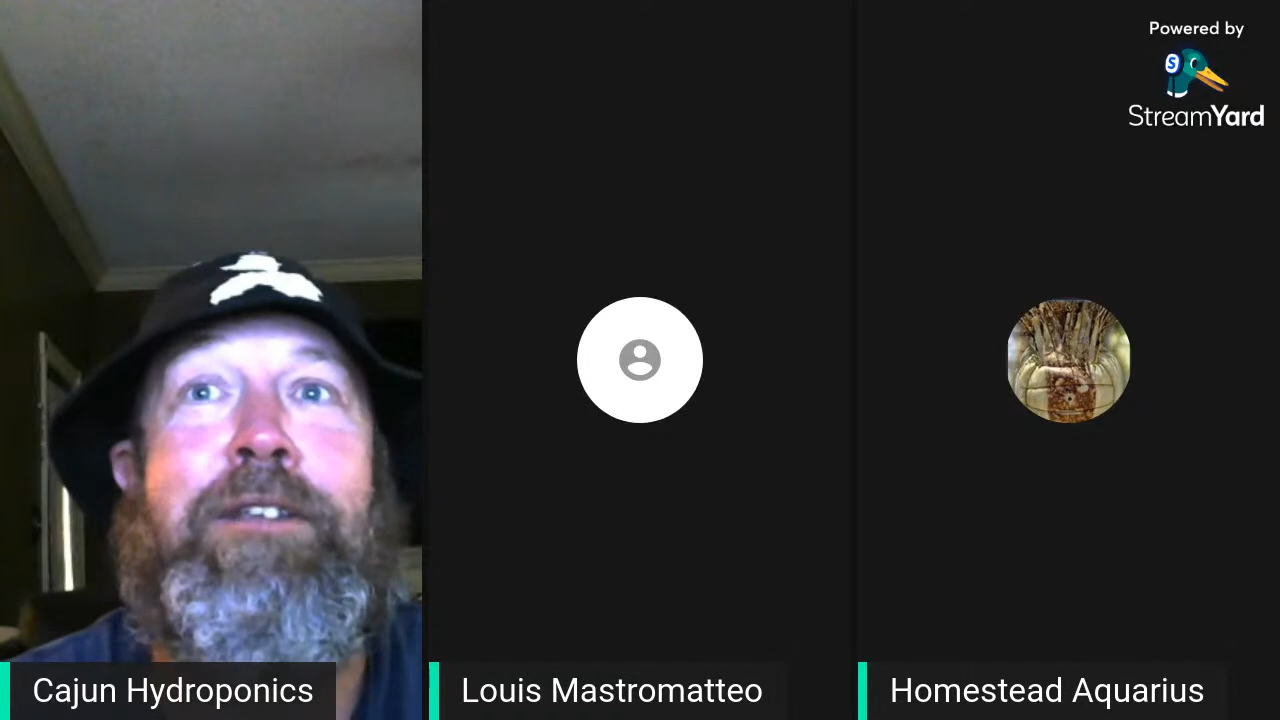 Powered by
S
StreamYard
Cajun Hydroponics
Louis Mastromatteo
Homestead Aquarius